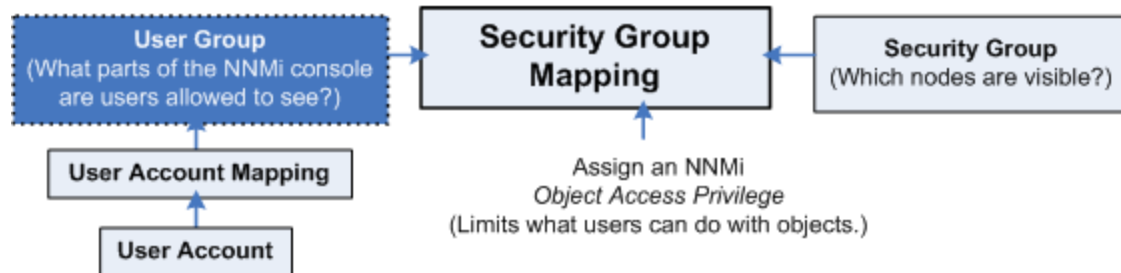 User Group
(What parts of the NNMi console
are users allowed to see?)
Security Group
Mapping
Security Group
(Which nodes are visible?)
User Account Mapping
User Account
Assign an NNMi
Object Access Privilege
(Limits what users can do with objects.)